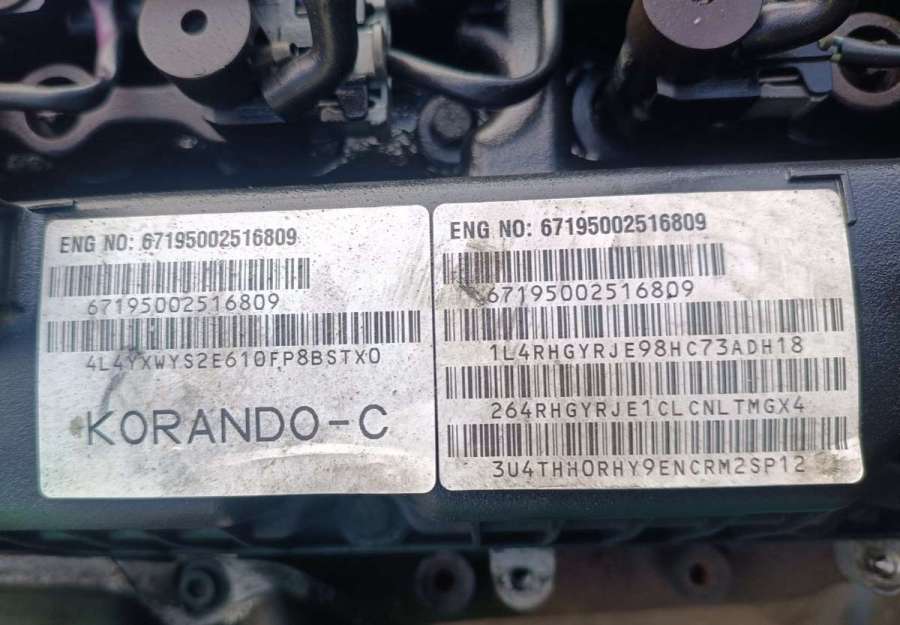 ENG NO: 67195002516809
67195002516809
4L4YXWYS2E610FP8BSTX0
KORANDO-C
ENG NO: 67195002516809
67195002516809
1L4RHGYRJE98HC73ADH18
264RHGYRJE1CLCNLTMGX4
3U4THH0RHY9ENCRM2SP12